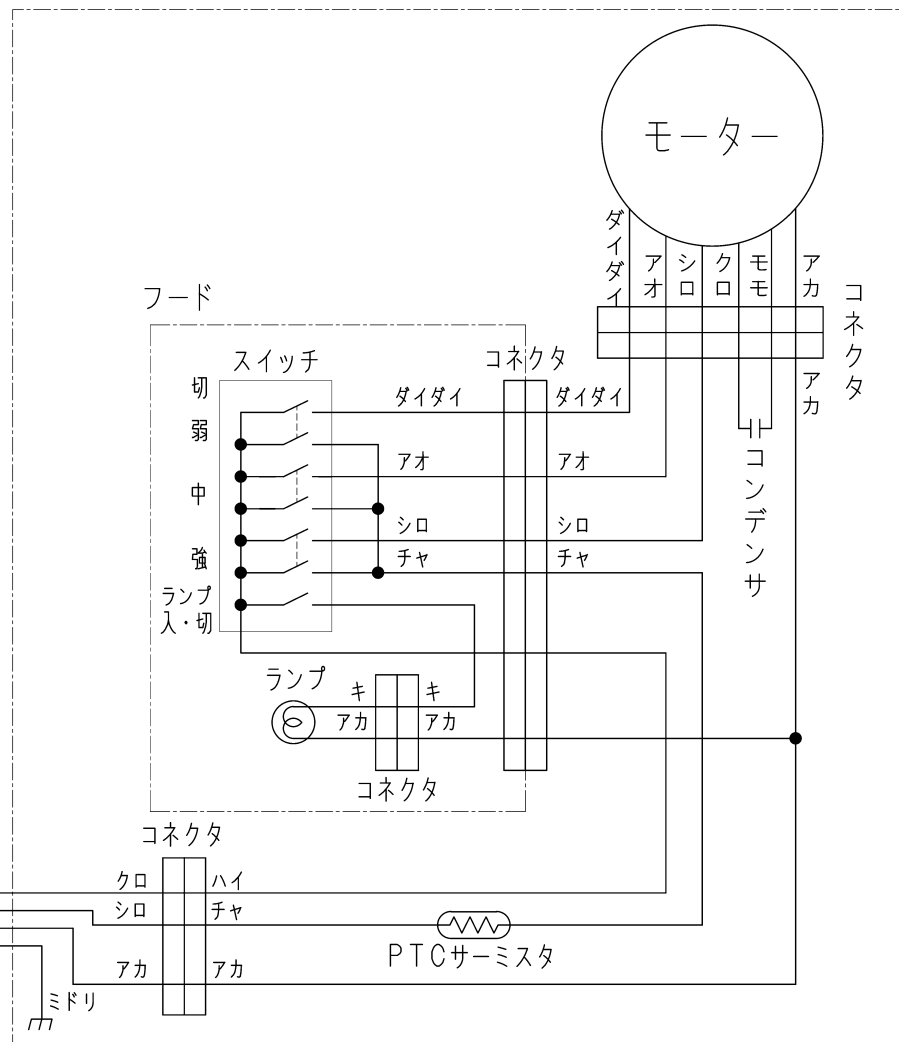 モーター
ダイダイ
アオ
シロ
クロ
モモ
アカ
コネクタ
アカ
フード
スイッチ
コネクタ
切
ダイダイ
ダイダイ
弱
アオ
アオ
中
シロ
シロ
強
チャ
チャ
コンデンサ
ランプ
入・切
ランプ
キ
キ
アカ
アカ
コネクタ
コネクタ
クロ
ハイ
シロ
チャ
PTCサーミスタ
アカ
アカ
ミドリ